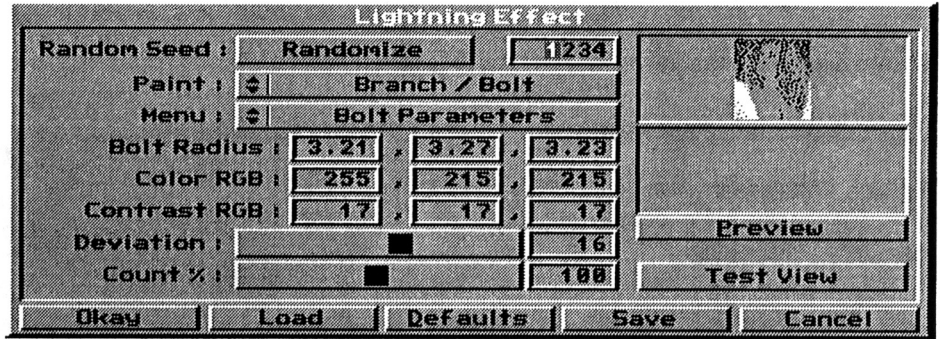 Lightning Effect
Random Seed : Randomize 1234
Paint : Branch / Bolt
Menu : Bolt Parameters
Bolt Radius : 3.21 , 3.27 , 3.23
Color RGB : 255 , 215 , 215
Contrast RGB : 17 , 17 , 17
Preview
Deviation : 16
Count % : 100 Test View
Okay Load Defaults Save Cancel